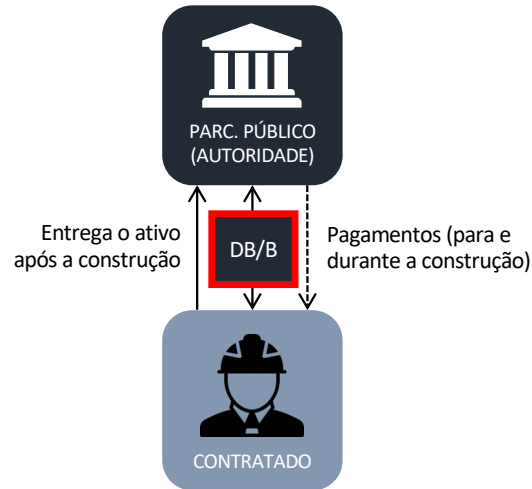 PARC. PÚBLICO
(AUTORIDADE)
Entrega o ativo
após a construção
DB/B
Pagamentos (para e
durante a construção)
CONTRATADO